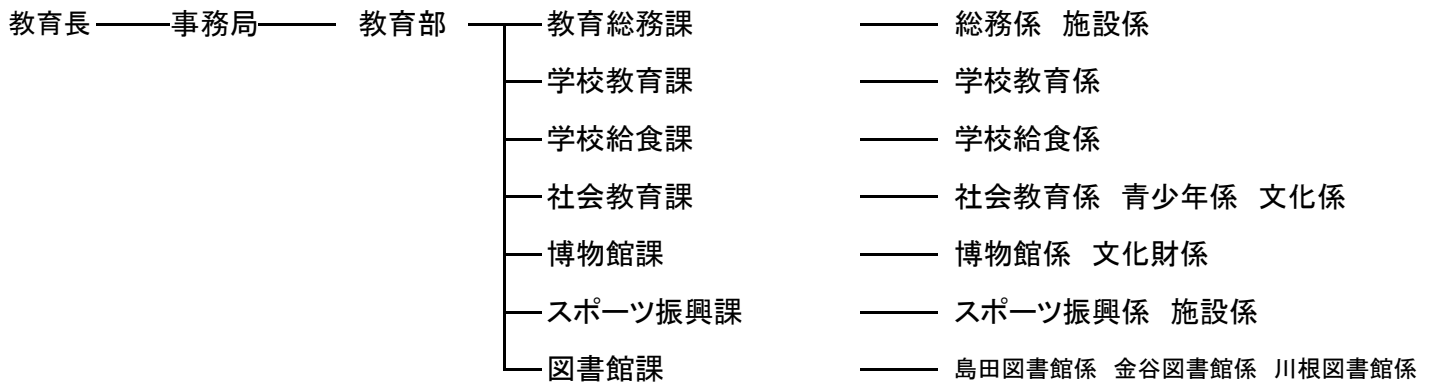 教育長 事務局 教育部 教育総務課 総務係 施設係
学校教育課 学校教育係
学校給食課 学校給食係
社会教育課 社会教育係 青少年係 文化係
博物館課 博物館係 文化財係
スポーツ振興課 スポーツ振興係 施設係
図書館課 島田図書館係 金谷図書館係 川根図書館係